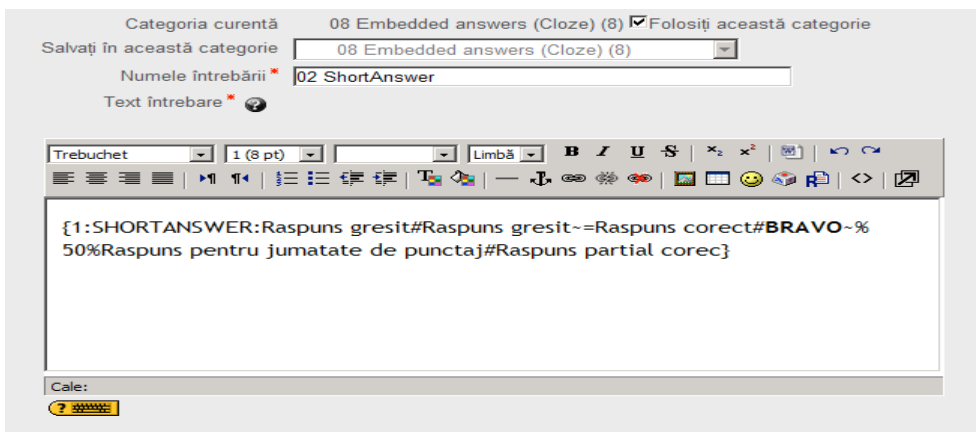 Categoria curentă 08 Embedded answers (Cloze) (8) Folosiți această categorie
Salvați în această categorie 08 Embedded answers (Cloze) (8)
Numele întrebării* 02 ShortAnswer
Text întrebare* ?
Trebuchet 1 (8 pt) Limbă B I U S x₂ x²
{1:SHORTANSWER:Raspuns gresit#Raspuns gresit~=Raspuns corect#BRAVO~%
50%Raspuns pentru jumatate de punctaj#Raspuns partial corec}
Cale:
?